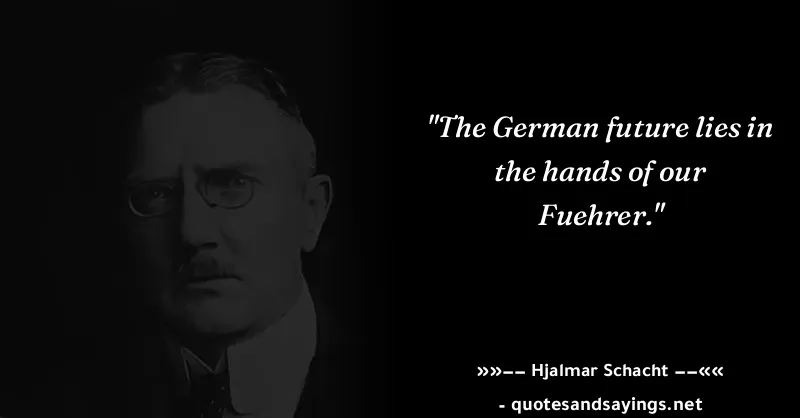 "The German future lies in
the hands of our
Fuehrer."
»»−− Hjalmar Schacht −−««
- quotesandsayings.net